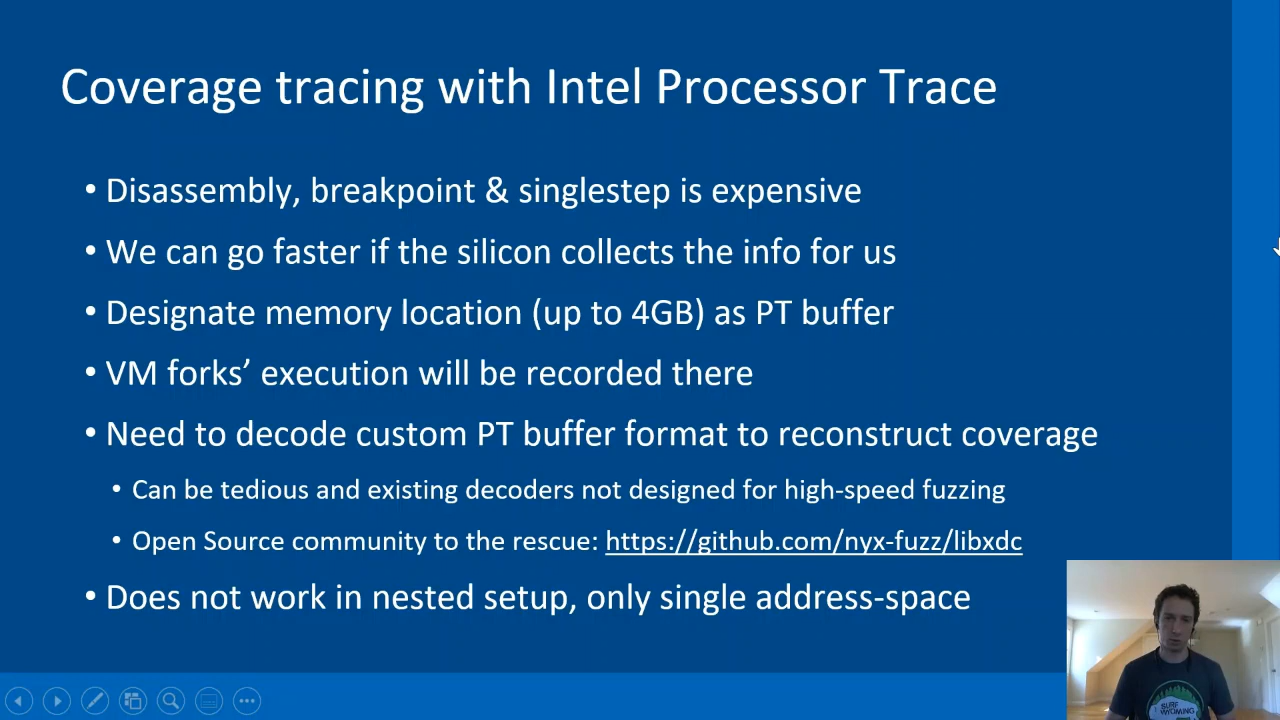 Coverage tracing with Intel Processor Trace
• Disassembly, breakpoint & singlestep is expensive
• We can go faster if the silicon collects the info for us
• Designate memory location (up to 4GB) as PT buffer
• VM forks’ execution will be recorded there
• Need to decode custom PT buffer format to reconstruct coverage
• Can be tedious and existing decoders not designed for high-speed fuzzing
• Open Source community to the rescue: https://github.com/nyx-fuzz/libxdc
• Does not work in nested setup, only single address-space
SURF
WYOMING